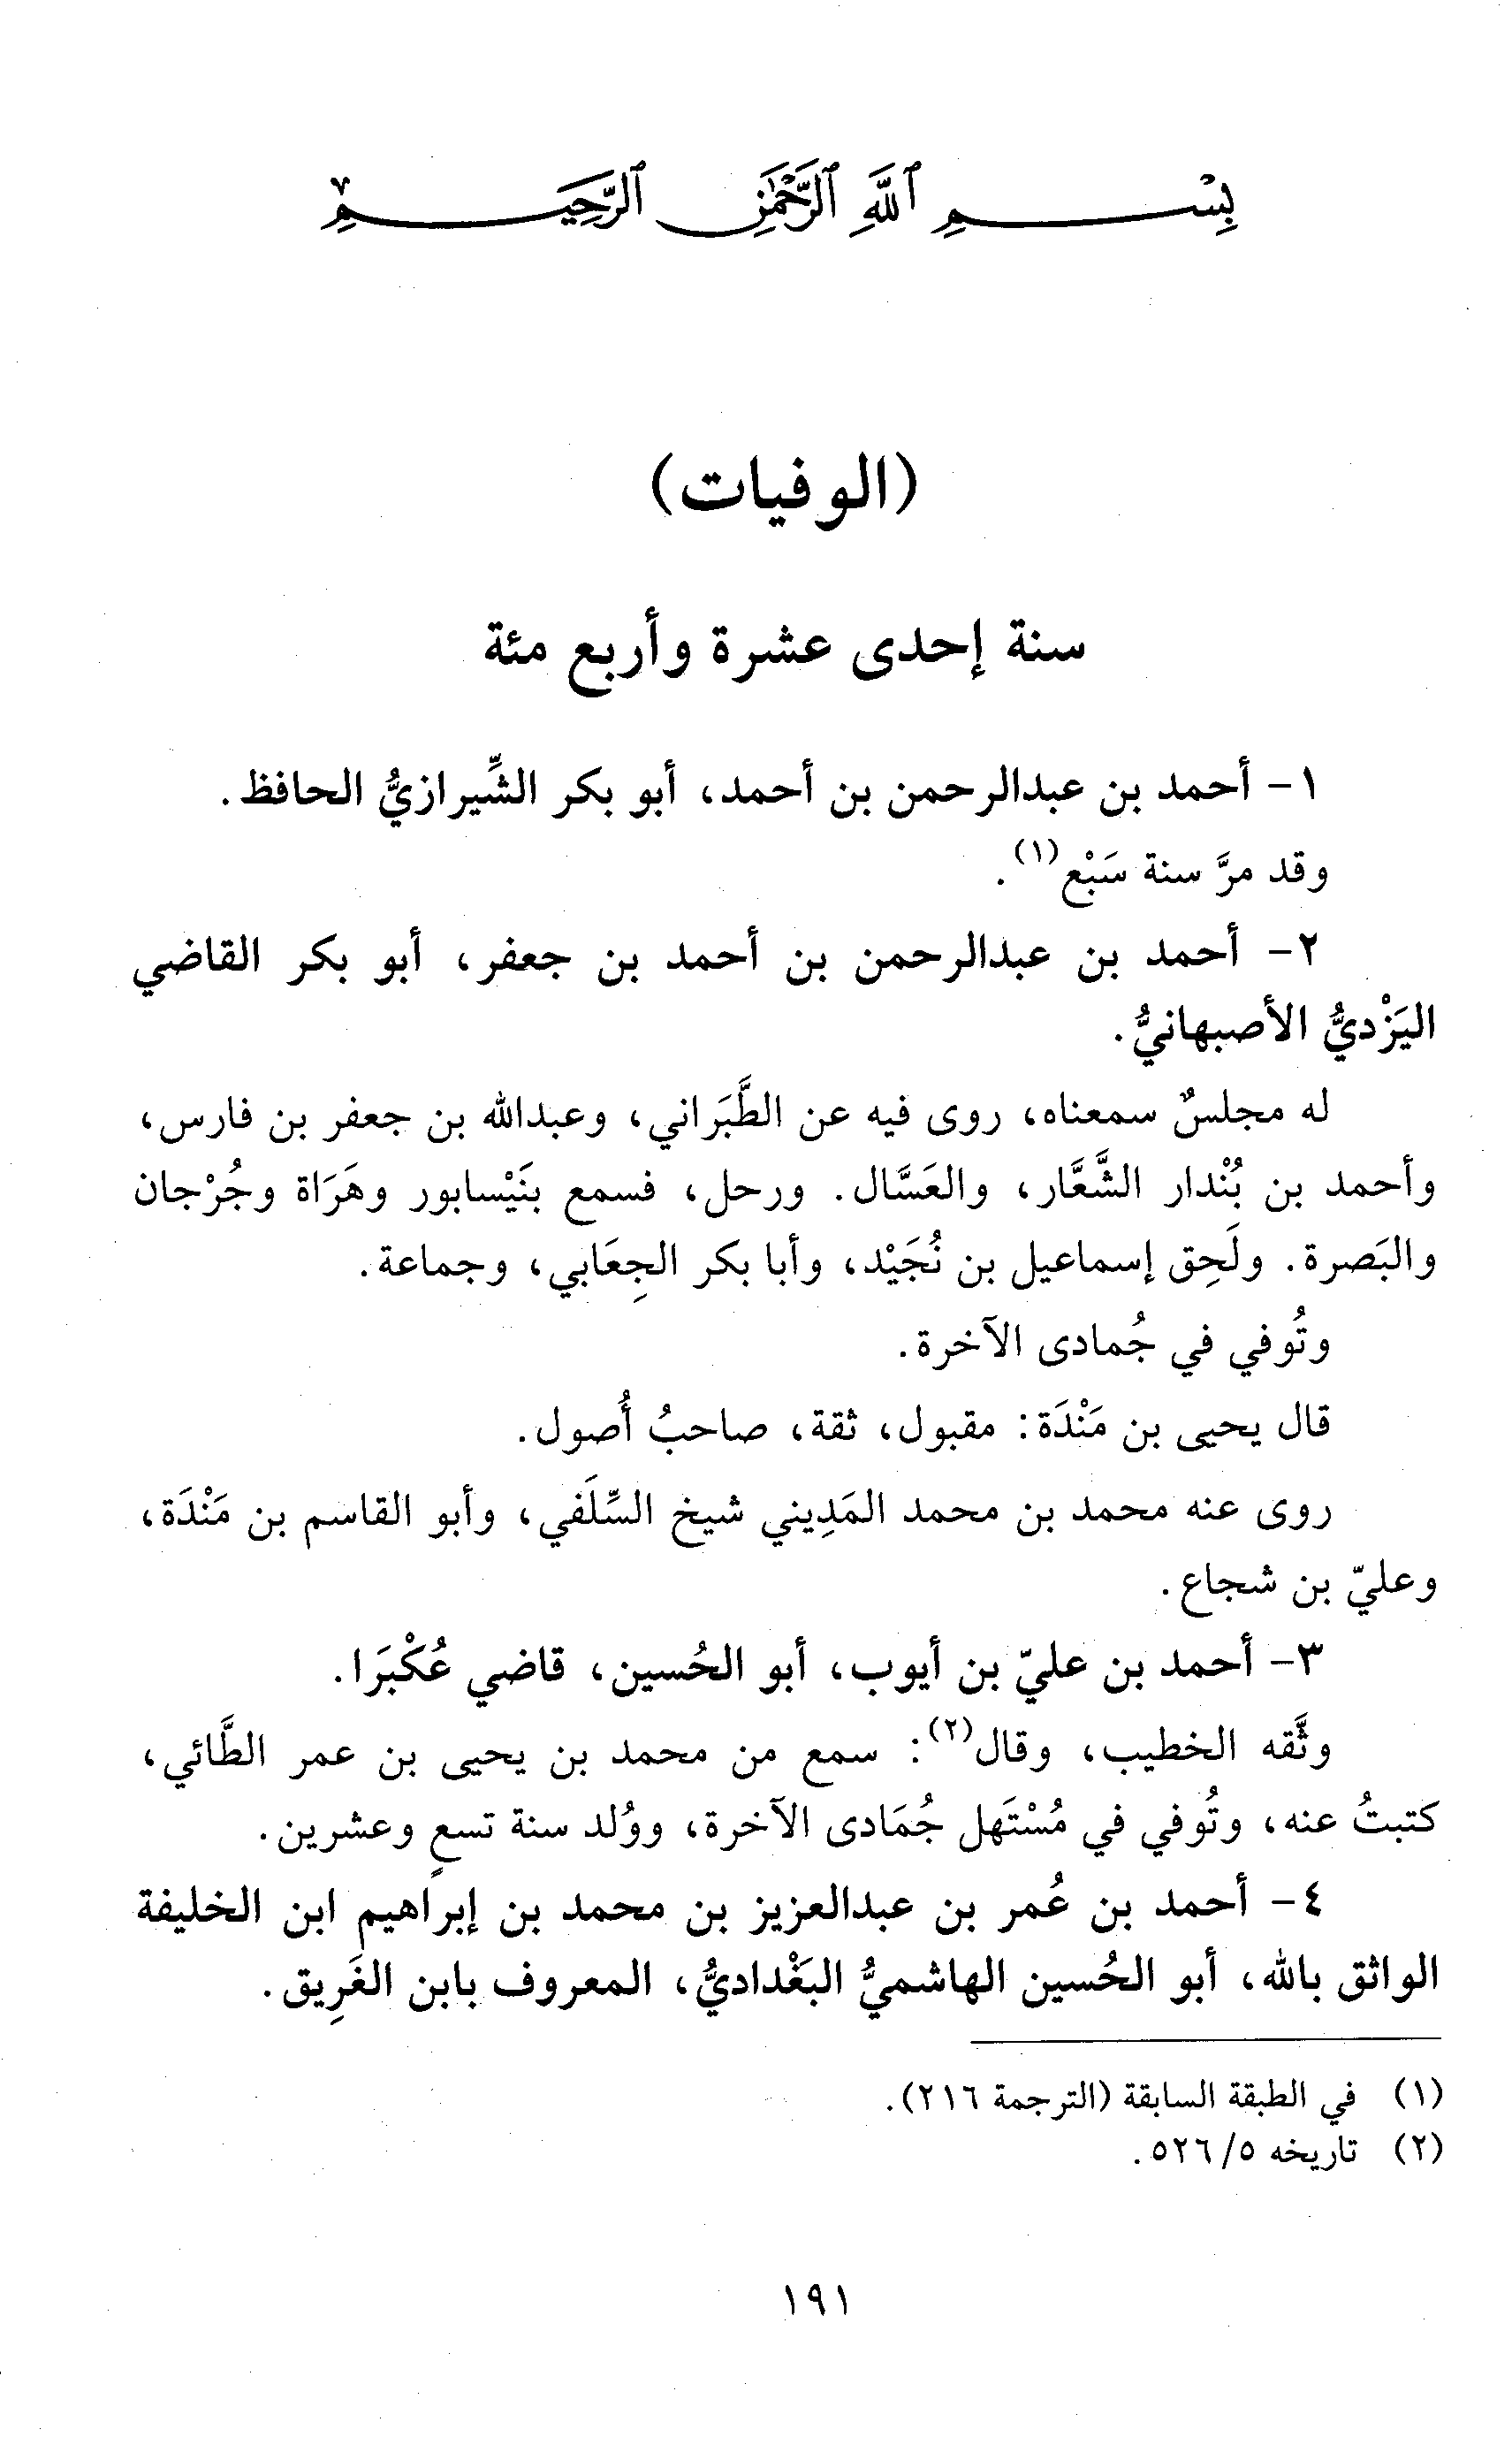 بِسْمِ ٱللَّهِ ٱلرَّحْمَٰنِ ٱلرَّحِيمِ
(الوفيات)
سنة إحدى عشرة وأربع مئة
١- أحمد بن عبدالرحمن بن أحمد، أبو بكر الشِّيرازيُّ الحافظ.
وقد مرَّ سنة سَبْع(١).
٢- أحمد بن عبدالرحمن بن أحمد بن جعفر، أبو بكر القاضي
اليَزْديُّ الأصبهانيُّ.
له مجلسٌ سمعناه، روى فيه عن الطَّبَراني، وعبدالله بن جعفر بن فارس،
وأحمد بن بُنْدار الشَّعَّار، والعَسَّال. ورحل، فسمع بنَيْسابور وهَرَاة وجُرْجان
والبَصرة. ولَحِق إسماعيل بن نُجَيْد، وأبا بكر الجِعَابي، وجماعة.
وتُوفي في جُمادى الآخرة.
قال يحيى بن مَنْدَة: مقبول، ثقة، صاحبُ أُصول.
روى عنه محمد بن محمد المَدِيني شيخ السِّلَفي، وأبو القاسم بن مَنْدَة،
وعليّ بن شجاع.
٣- أحمد بن عليّ بن أيوب، أبو الحُسين، قاضي عُكْبَرَا.
وثَّقه الخطيب، وقال(٢): سمع من محمد بن يحيى بن عمر الطَّائي،
كتبتُ عنه، وتُوفي في مُسْتَهل جُمَادى الآخرة، ووُلد سنة تسعٍ وعشرين.
٤- أحمد بن عُمر بن عبدالعزيز بن محمد بن إبراهيم ابن الخليفة
الواثق بالله، أبو الحُسين الهاشميُّ البَغْداديُّ، المعروف بابن الغَرِيق.
(١) في الطبقة السابقة (الترجمة ٢١٦).
(٢) تاريخه ٥/ ٥٢٦.
١٩١